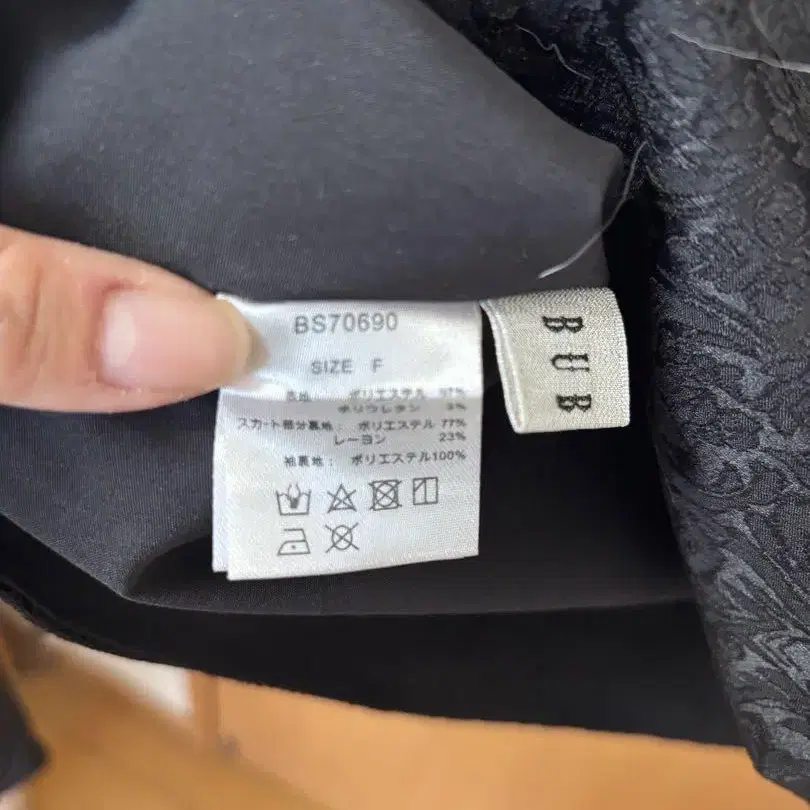 BS70690
SIZE F
表地: ポリエステル 97%
ポリウレタン 3%
スカート部分裏地: ポリエステル 77%
レーヨン 23%
袖裏地: ポリエステル100%
BUB